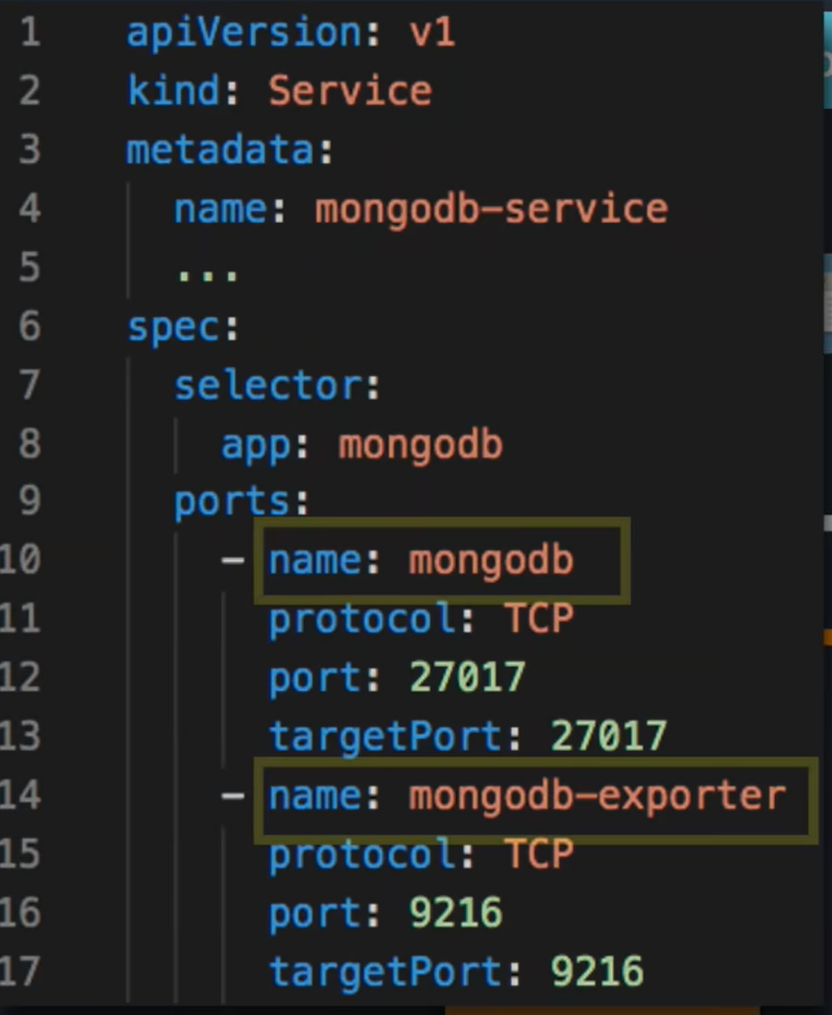 1 apiVersion: v1
2 kind: Service
3 metadata:
4   name: mongodb-service
5   ...
6 spec:
7   selector:
8     app: mongodb
9   ports:
10     - name: mongodb
11       protocol: TCP
12       port: 27017
13       targetPort: 27017
14     - name: mongodb-exporter
15       protocol: TCP
16       port: 9216
17       targetPort: 9216